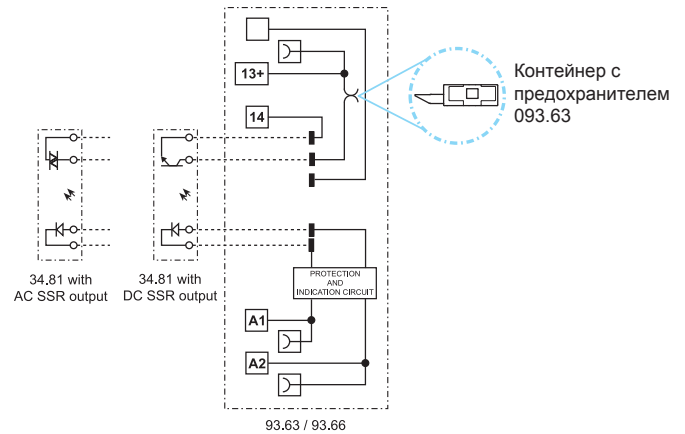 13+
14
Контейнер с
предохранителем
093.63
34.81 with
AC SSR output
34.81 with
DC SSR output
PROTECTION
AND
INDICATION CIRCUIT
A1
A2
93.63 / 93.66